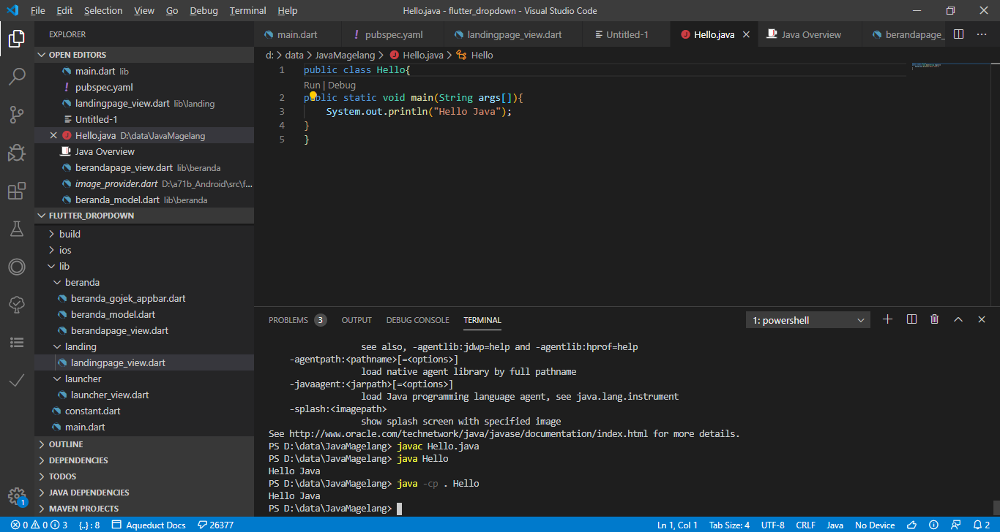 File Edit Selection View Go Debug Terminal Help
Hello.java - flutter_dropdown - Visual Studio Code
EXPLORER
OPEN EDITORS
main.dart lib
! pubspec.yaml
landingpage_view.dart lib\landing
Untitled-1
Hello.java D:\data\JavaMagelang
Java Overview
berandapage_view.dart lib\beranda
image_provider.dart D:\a71b_Android\src\f...
beranda_model.dart lib\beranda
FLUTTER_DROPDOWN
build
ios
lib
beranda
beranda_gojek_appbar.dart
beranda_model.dart
berandapage_view.dart
landing
landingpage_view.dart
launcher
launcher_view.dart
constant.dart
main.dart
OUTLINE
DEPENDENCIES
TODOS
JAVA DEPENDENCIES
MAVEN PROJECTS
1
main.dart ! pubspec.yaml landingpage_view.dart Untitled-1 Hello.java Java Overview berandapage_
d: > data > JavaMagelang > Hello.java > Hello
1 public class Hello{
Run | Debug
2 public static void main(String args[]){
3 System.out.println("Hello Java");
4 }
5 }
PROBLEMS 3 OUTPUT DEBUG CONSOLE TERMINAL 1: powershell
see also, -agentlib:jdwp=help and -agentlib:hprof=help
-agentpath:<pathname>[=<options>]
load native agent library by full pathname
-javaagent:<jarpath>[=<options>]
load Java programming language agent, see java.lang.instrument
-splash:<imagepath>
show splash screen with specified image
See http://www.oracle.com/technetwork/java/javase/documentation/index.html for more details.
PS D:\data\JavaMagelang> javac Hello.java
PS D:\data\JavaMagelang> java Hello
Hello Java
PS D:\data\JavaMagelang> java -cp . Hello
Hello Java
PS D:\data\JavaMagelang>
0 0 3 {..} : 8 Aqueduct Docs 26377 Ln 1, Col 1 Tab Size: 4 UTF-8 CRLF Java No Device 2